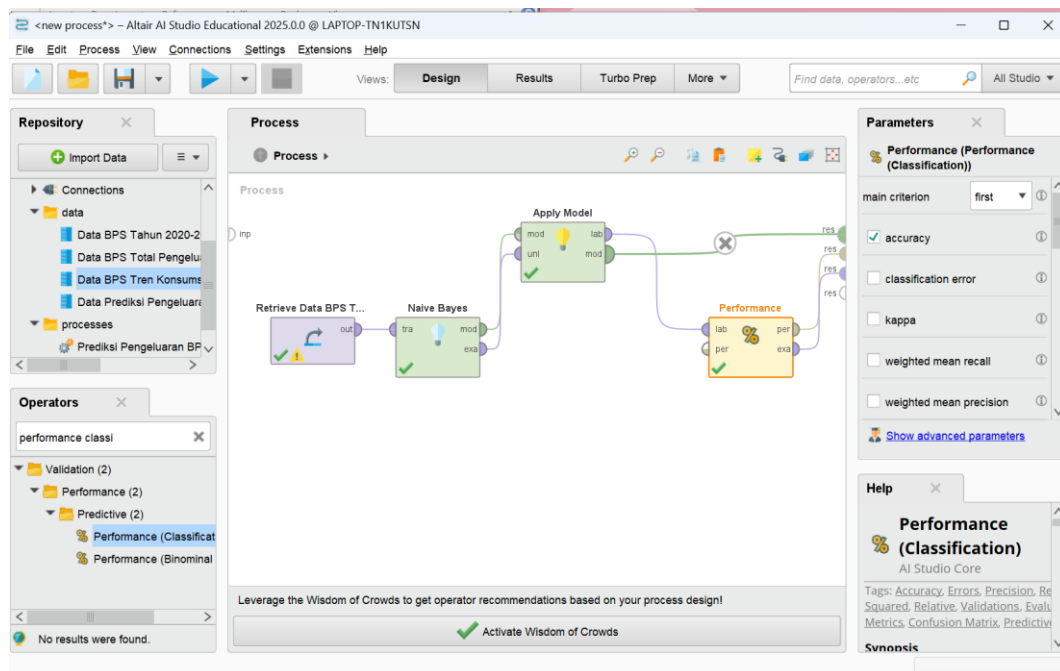 <new process*> – Altair AI Studio Educational 2025.0.0 @ LAPTOP-TN1KUTSN
File Edit Process View Connections Settings Extensions Help
Views: Design Results Turbo Prep More
Find data, operators...etc
All Studio
Repository
Import Data
Connections
data
Data BPS Tahun 2020-2
Data BPS Total Pengelu
Data BPS Tren Konsums
Data Prediksi Pengeluara
processes
Prediksi Pengeluaran BP
Operators
performance classi
Validation (2)
Performance (2)
Predictive (2)
Performance (Classificat
Performance (Binominal
No results were found.
Process
Process
Process
inp
Retrieve Data BPS T...
out
Naive Bayes
tra mod
exa
Apply Model
mod lab
unl mod
Performance
lab per
per exa
res
res
res
res
Leverage the Wisdom of Crowds to get operator recommendations based on your process design!
Activate Wisdom of Crowds
Parameters
Performance (Performance
(Classification))
main criterion first
accuracy
classification error
kappa
weighted mean recall
weighted mean precision
Show advanced parameters
Help
Performance
(Classification)
AI Studio Core
Tags: Accuracy, Errors, Precision, Re
Squared, Relative, Validations, Evalu
Metrics, Confusion Matrix, Predictive
Synopsis